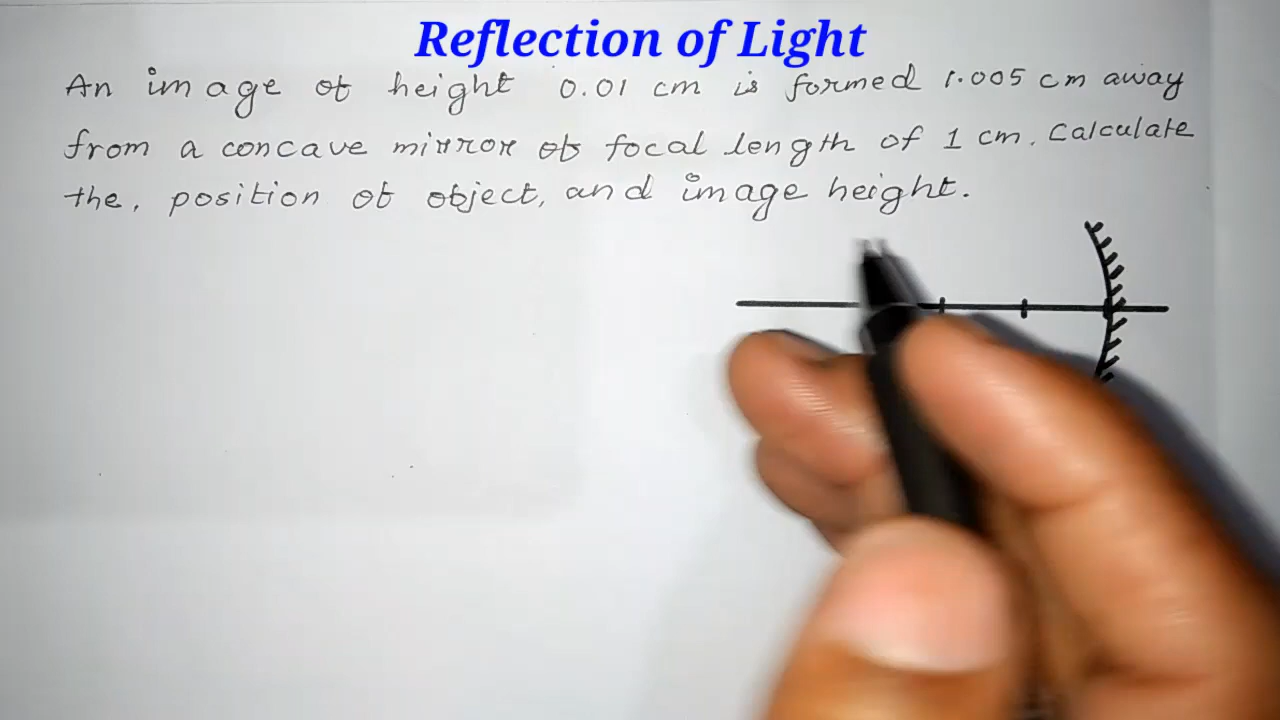 Reflection of Light
An image of height 0.01 cm is formed 1.005 cm away
from a concave mirror of focal length of 1 cm. Calculate
the, position of object, and image height.